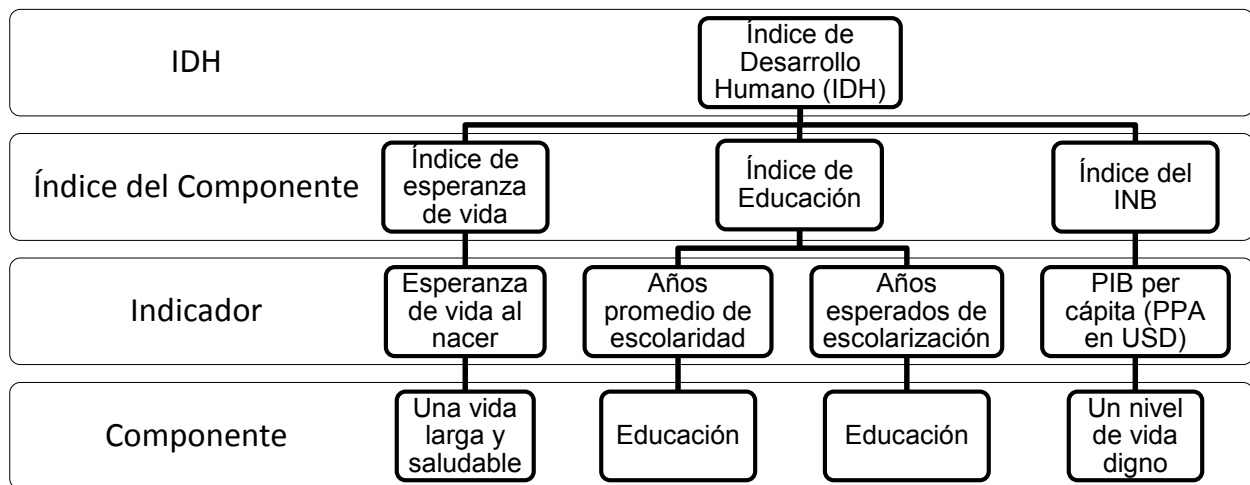 IDH
Índice de
Desarrollo
Humano (IDH)
Índice del Componente
Índice de
esperanza
de vida
Índice de
Educación
Índice del
INB
Indicador
Esperanza
de vida al
nacer
Años
promedio de
escolaridad
Años
esperados de
escolarización
PIB per
cápita (PPA
en USD)
Componente
Una vida
larga y
saludable
Educación
Educación
Un nivel
de vida
digno